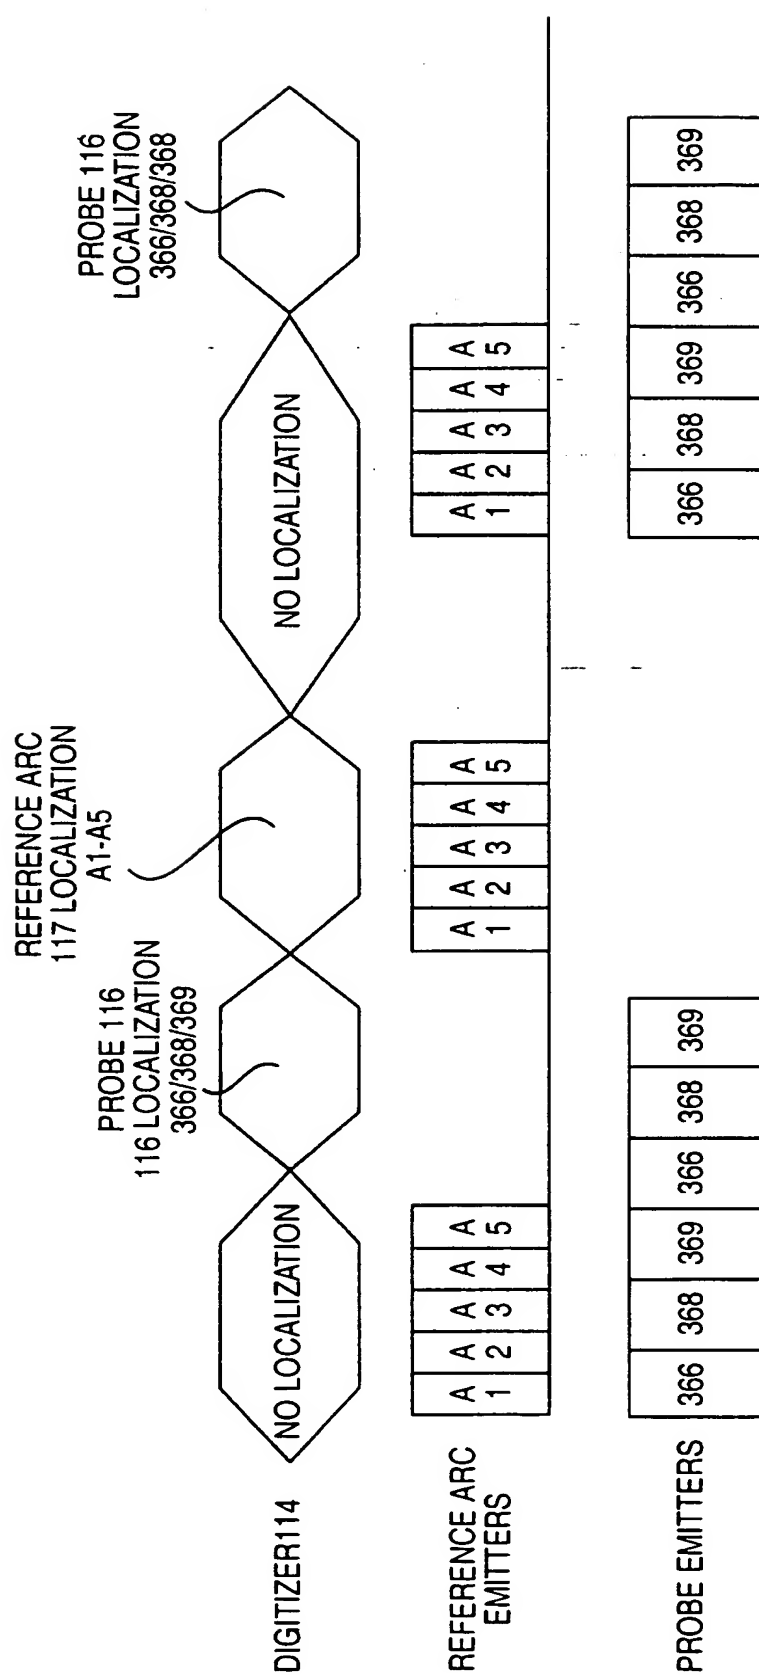 DIGITIZER114
NO LOCALIZATION
PROBE 116
116 LOCALIZATION
366/368/369
REFERENCE ARC
117 LOCALIZATION
A1-A5
NO LOCALIZATION
PROBE 116
LOCALIZATION
366/368/368
REFERENCE ARC
EMITTERS
A 1 A 2 A 3 A 4 A 5
A 1 A 2 A 3 A 4 A 5
A 1 A 2 A 3 A 4 A 5
PROBE EMITTERS
366 368 369 366 368 369
366 368 369 366 368 369